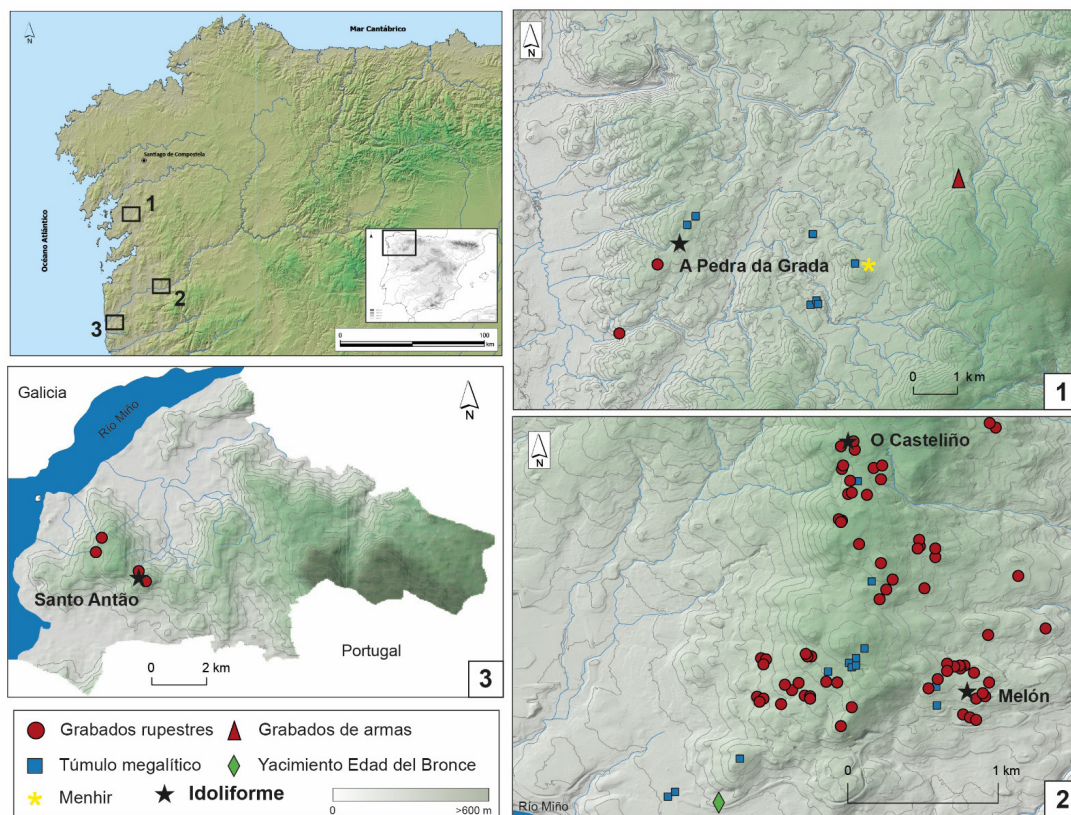 N
Mar Cantábrico
Santiago de Compostela
Océano Atlántico
1
2
3
0
100
km
N
A Pedra da Grada
0
1 km
1
Galicia
N
Río Miño
Santo Antão
0
2 km
Portugal
3
N
O Casteliño
Melón
0
1 km
Río Miño
2
Grabados rupestres
Grabados de armas
Túmulo megalítico
Yacimiento Edad del Bronce
Menhir
Idoliforme
0
>600 m